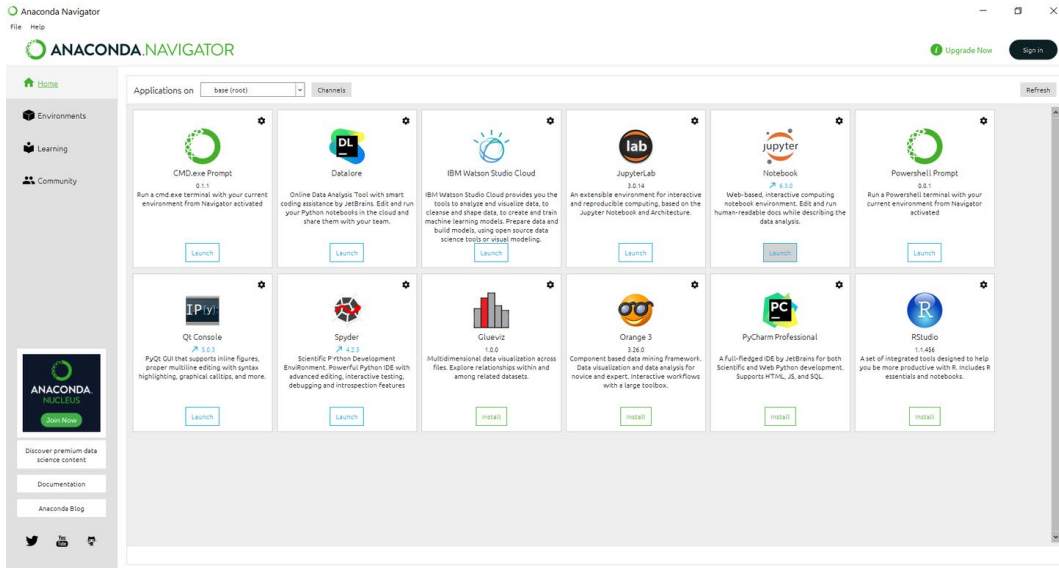 Anaconda Navigator
File Help
ANACONDA.NAVIGATOR
Upgrade Now
Sign in
Home
Environments
Learning
Community
Applications on
base (root)
Channels
Refresh
CMD.exe Prompt
0.1.1
Run a cmd.exe terminal with your current
environment from Navigator activated
Launch
DL
Datalore
Online Data Analysis Tool with smart
coding assistance by JetBrains. Edit and run
your Python notebooks in the cloud and
share them with your team.
Launch
IBM Watson Studio Cloud
IBM Watson Studio Cloud provides you the
tools to analyze and visualize data, to
cleanse and shape data, to create and train
machine learning models. Prepare data and
build models, using open source data
science tools or visual modeling.
Launch
lab
JupyterLab
3.0.14
An extensible environment for interactive
and reproducible computing, based on the
Jupyter Notebook and Architecture.
Launch
jupyter
Notebook
6.3.0
Web-based, interactive computing
notebook environment. Edit and run
human-readable docs while describing the
data analysis.
Launch
Powershell Prompt
0.0.1
Run a Powershell terminal with your
current environment from Navigator
activated
Launch
IP[y]:
Qt Console
5.0.3
PyQt GUI that supports inline figures,
proper multiline editing with syntax
highlighting, graphical calltips, and more.
Launch
Spyder
4.2.5
Scientific PYthon Development
EnviRonment. Powerful Python IDE with
advanced editing, interactive testing,
debugging and introspection features
Launch
Glueviz
1.0.0
Multidimensional data visualization across
files. Explore relationships within and
among related datasets.
Install
Orange 3
3.26.0
Component based data mining framework.
Data visualization and data analysis for
novice and expert. Interactive workflows
with a large toolbox.
Install
PC
PyCharm Professional
A full-fledged IDE by JetBrains for both
Scientific and Web Python development.
Supports HTML, JS, and SQL.
Install
R
RStudio
1.1.456
A set of integrated tools designed to help
you be more productive with R. Includes R
essentials and notebooks.
Install
ANACONDA.
NUCLEUS
Join Now
Discover premium data
science content
Documentation
Anaconda Blog
You
Tube